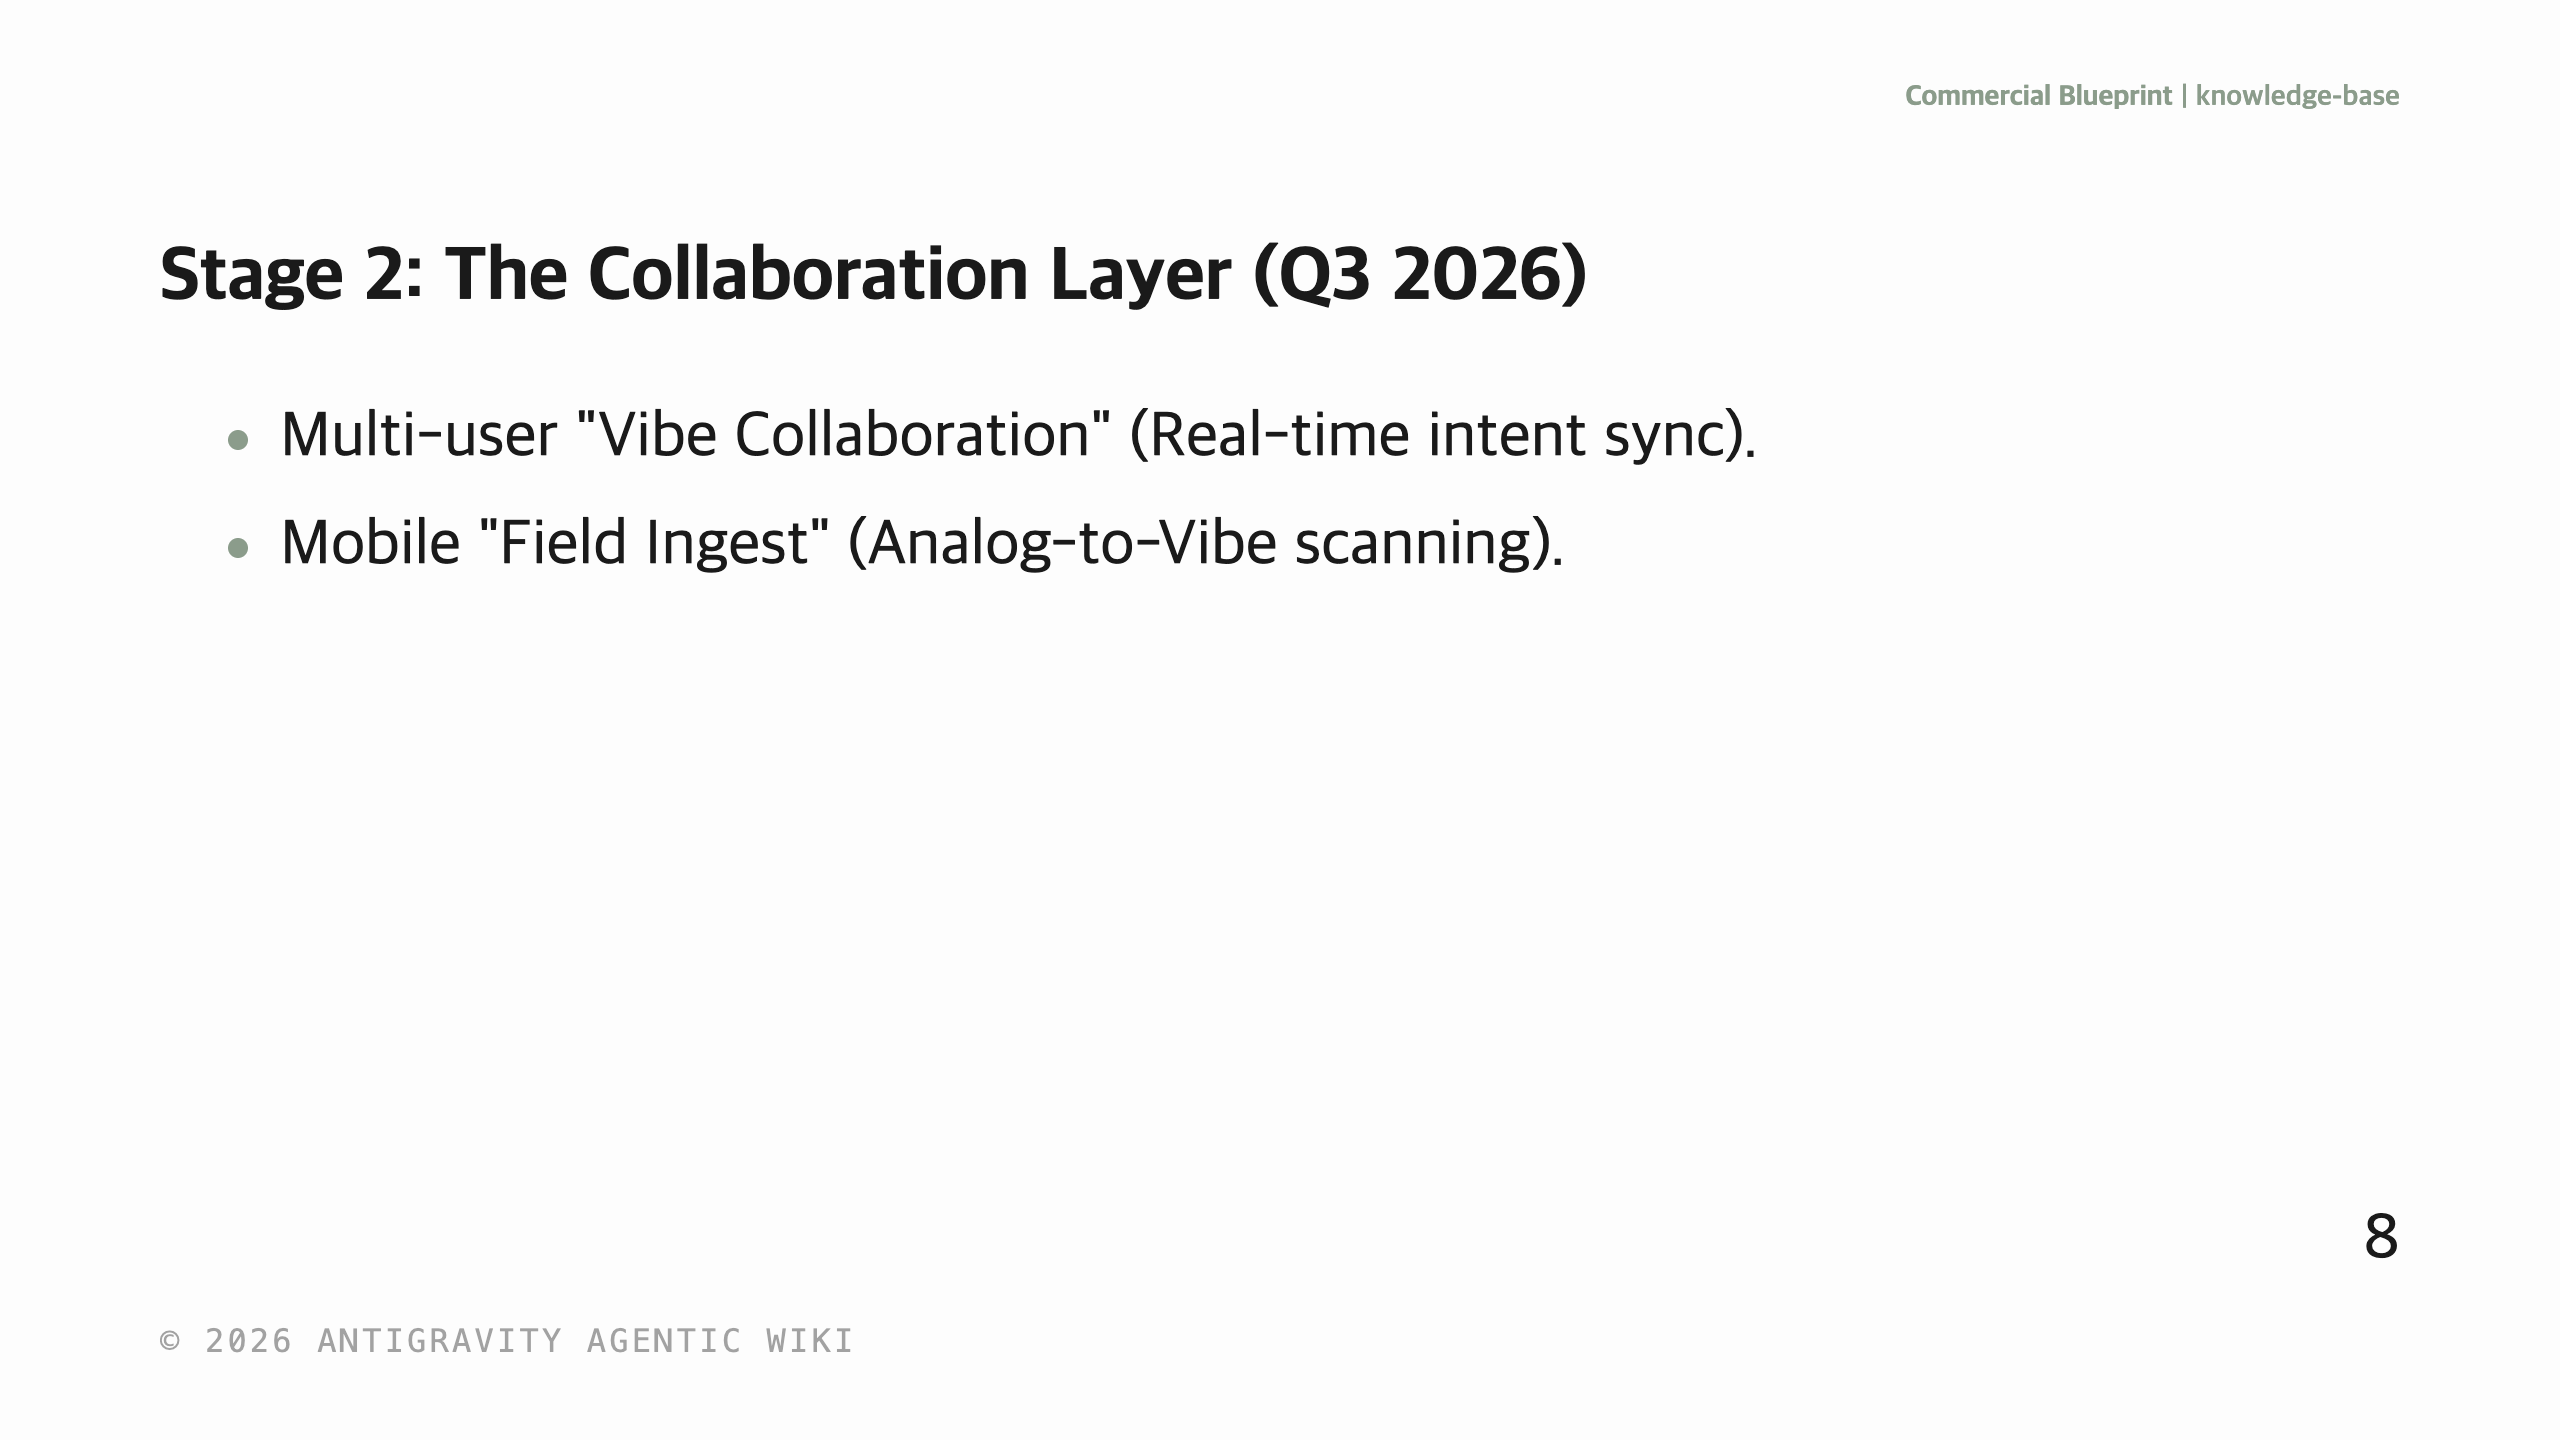 Commercial Blueprint | knowledge-base
Stage 2: The Collaboration Layer (Q3 2026)
• Multi-user "Vibe Collaboration" (Real-time intent sync).
• Mobile "Field Ingest" (Analog-to-Vibe scanning).
8
© 2026 ANTIGRAVITY AGENTIC WIKI